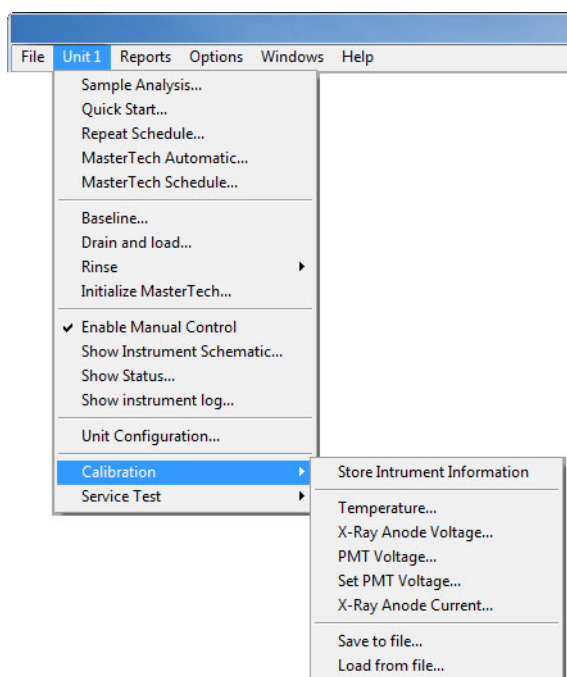 File Unit 1 Reports Options Windows Help
Sample Analysis...
Quick Start...
Repeat Schedule...
MasterTech Automatic...
MasterTech Schedule...
Baseline...
Drain and load...
Rinse
Initialize MasterTech...
Enable Manual Control
Show Instrument Schematic...
Show Status...
Show instrument log...
Unit Configuration...
Calibration
Service Test
Store Intrument Information
Temperature...
X-Ray Anode Voltage...
PMT Voltage...
Set PMT Voltage...
X-Ray Anode Current...
Save to file...
Load from file...